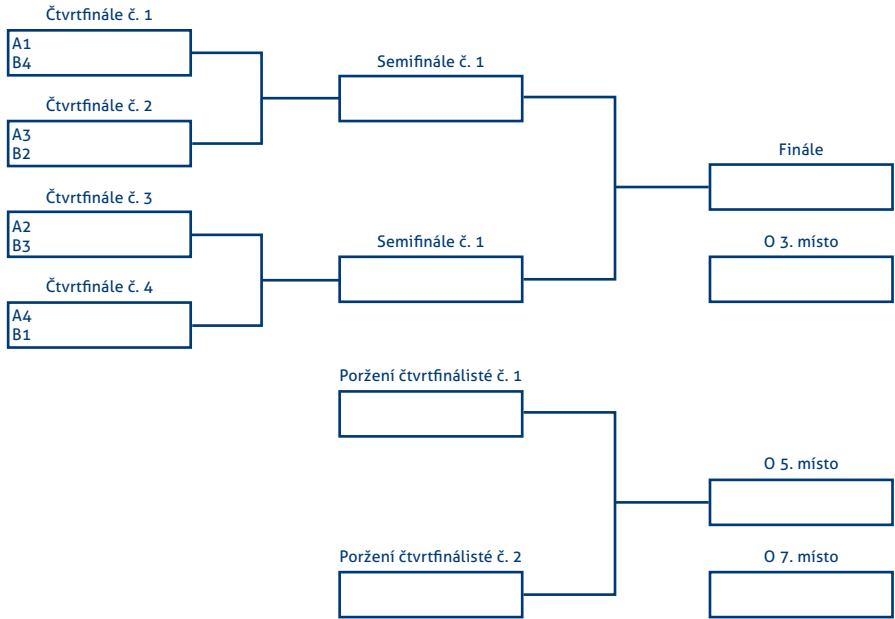 Čtvrtfinále č. 1
A1
B4
Čtvrtfinále č. 2
A3
B2
Čtvrtfinále č. 3
A2
B3
Čtvrtfinále č. 4
A4
B1
Semifinále č. 1
Semifinále č. 1
Finále
O 3. místo
Poržení čtvrtfinálisté č. 1
Poržení čtvrtfinálisté č. 2
O 5. místo
O 7. místo